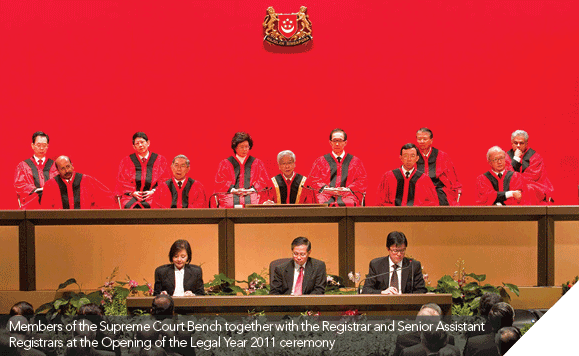 Members of the Supreme Court Bench together with the Registrar and Senior Assistant
Registrars at the Opening of the Legal Year 2011 ceremony